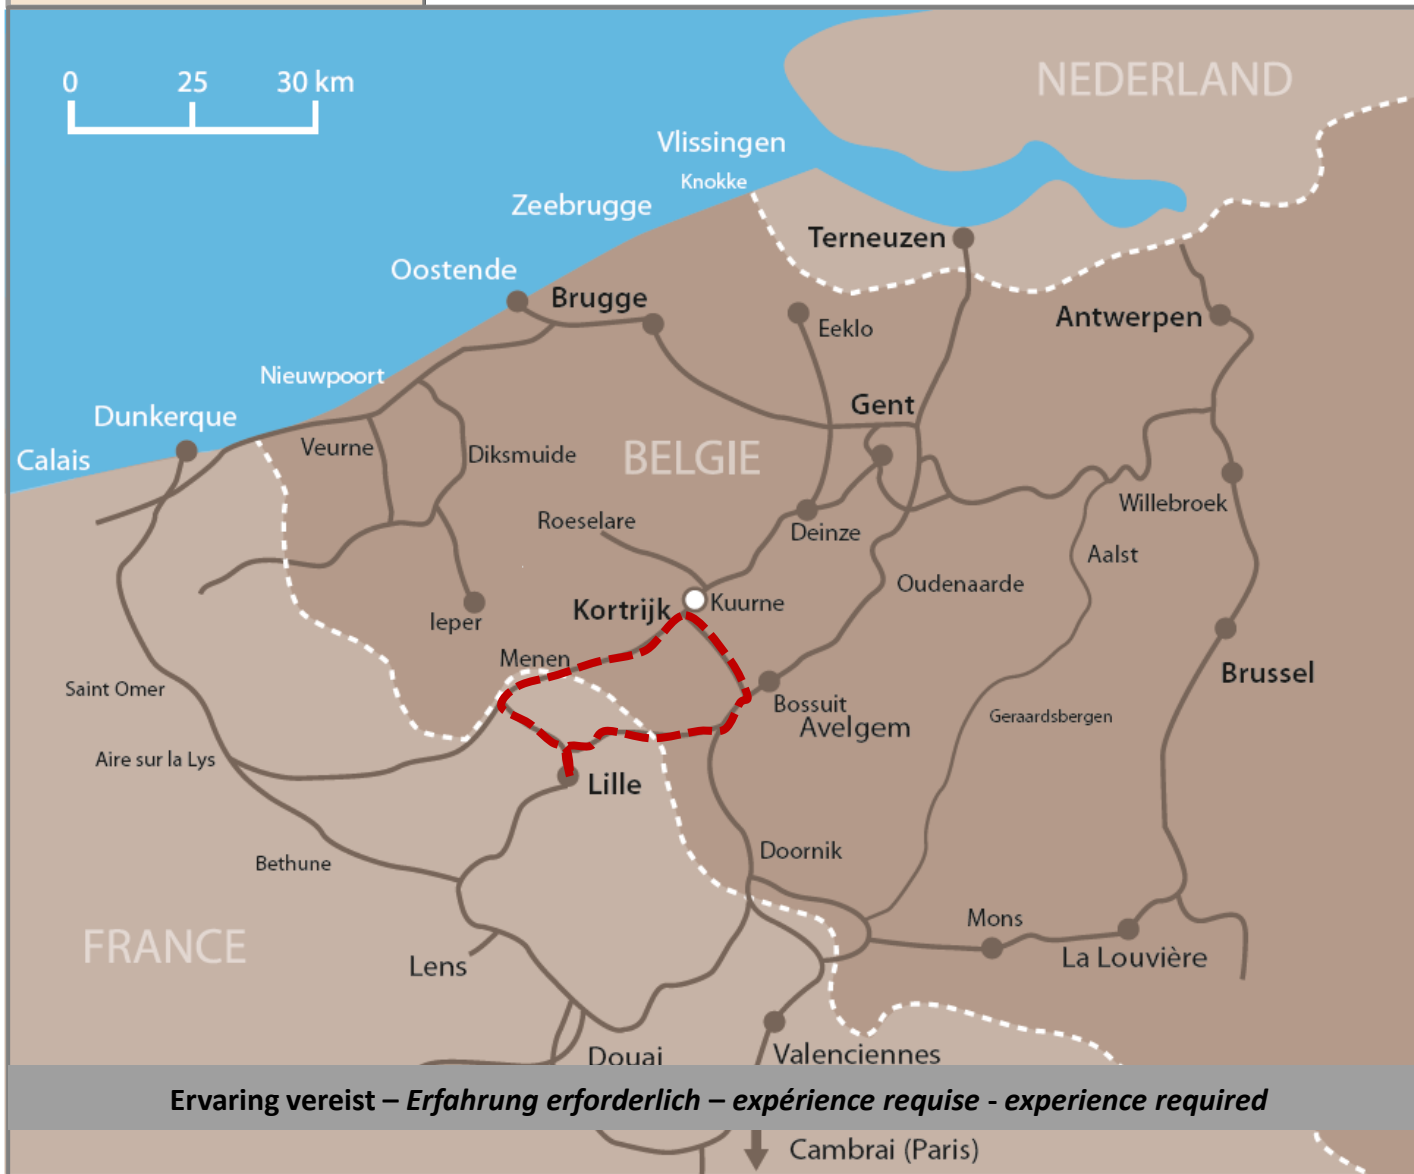 NEDERLAND
0 25 30 km
Vlissingen
Knokke
Zeebrugge
Terneuzen
Oostende
Brugge
Eeklo
Antwerpen
Nieuwpoort
Gent
Dunkerque
Veurne
Diksmuide
BELGIE
Calais
Willebroek
Roeselare
Deinze
Aalst
Oudenaarde
Kortrijk
Kuurne
Ieper
Menen
Brussel
Saint Omer
Bossuit
Geraardsbergen
Avelgem
Aire sur la Lys
Lille
Doornik
Bethune
Mons
FRANCE
La Louvière
Lens
Douai
Valenciennes
Ervaring vereist – Erfahrung erforderlich – expérience requise - experience required
Cambrai (Paris)